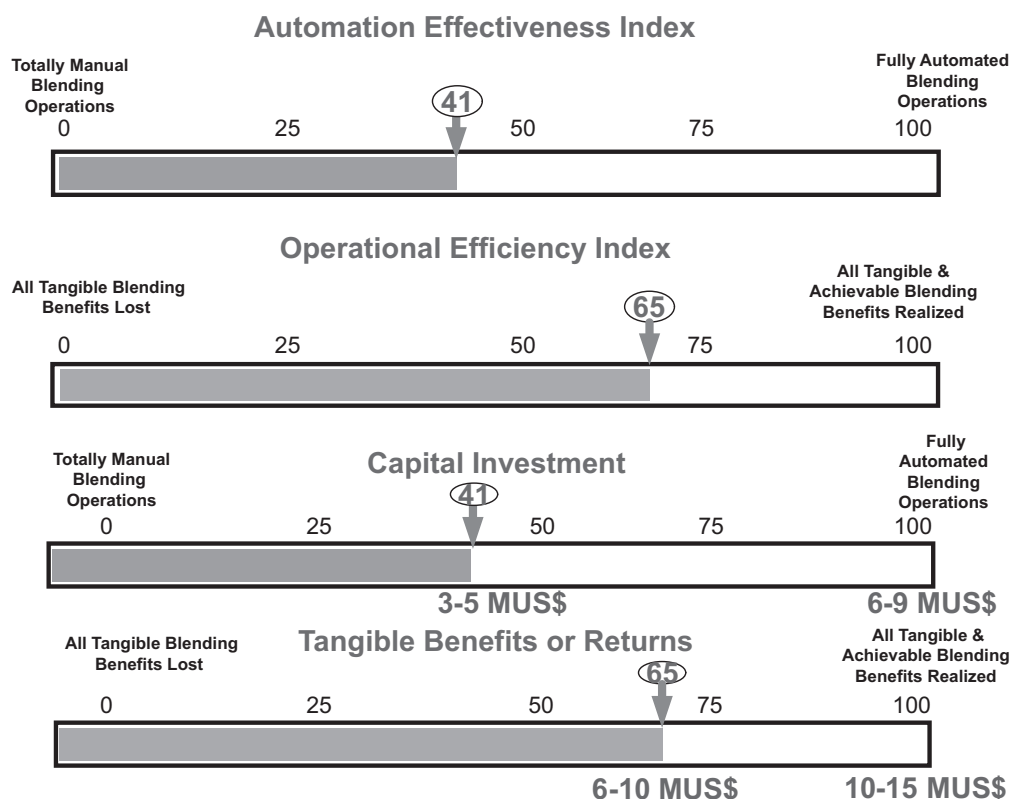 Automation Effectiveness Index
Totally Manual
Blending
Operations
Fully Automated
Blending
Operations
41
0 25 50 75 100
Operational Efficiency Index
All Tangible Blending
Benefits Lost
All Tangible &
Achievable Blending
Benefits Realized
65
0 25 50 75 100
Capital Investment
Totally Manual
Blending
Operations
Fully
Automated
Blending
Operations
41
0 25 50 75 100
3-5 MUS$ 6-9 MUS$
Tangible Benefits or Returns
All Tangible Blending
Benefits Lost
All Tangible &
Achievable Blending
Benefits Realized
65
0 25 50 75 100
6-10 MUS$ 10-15 MUS$